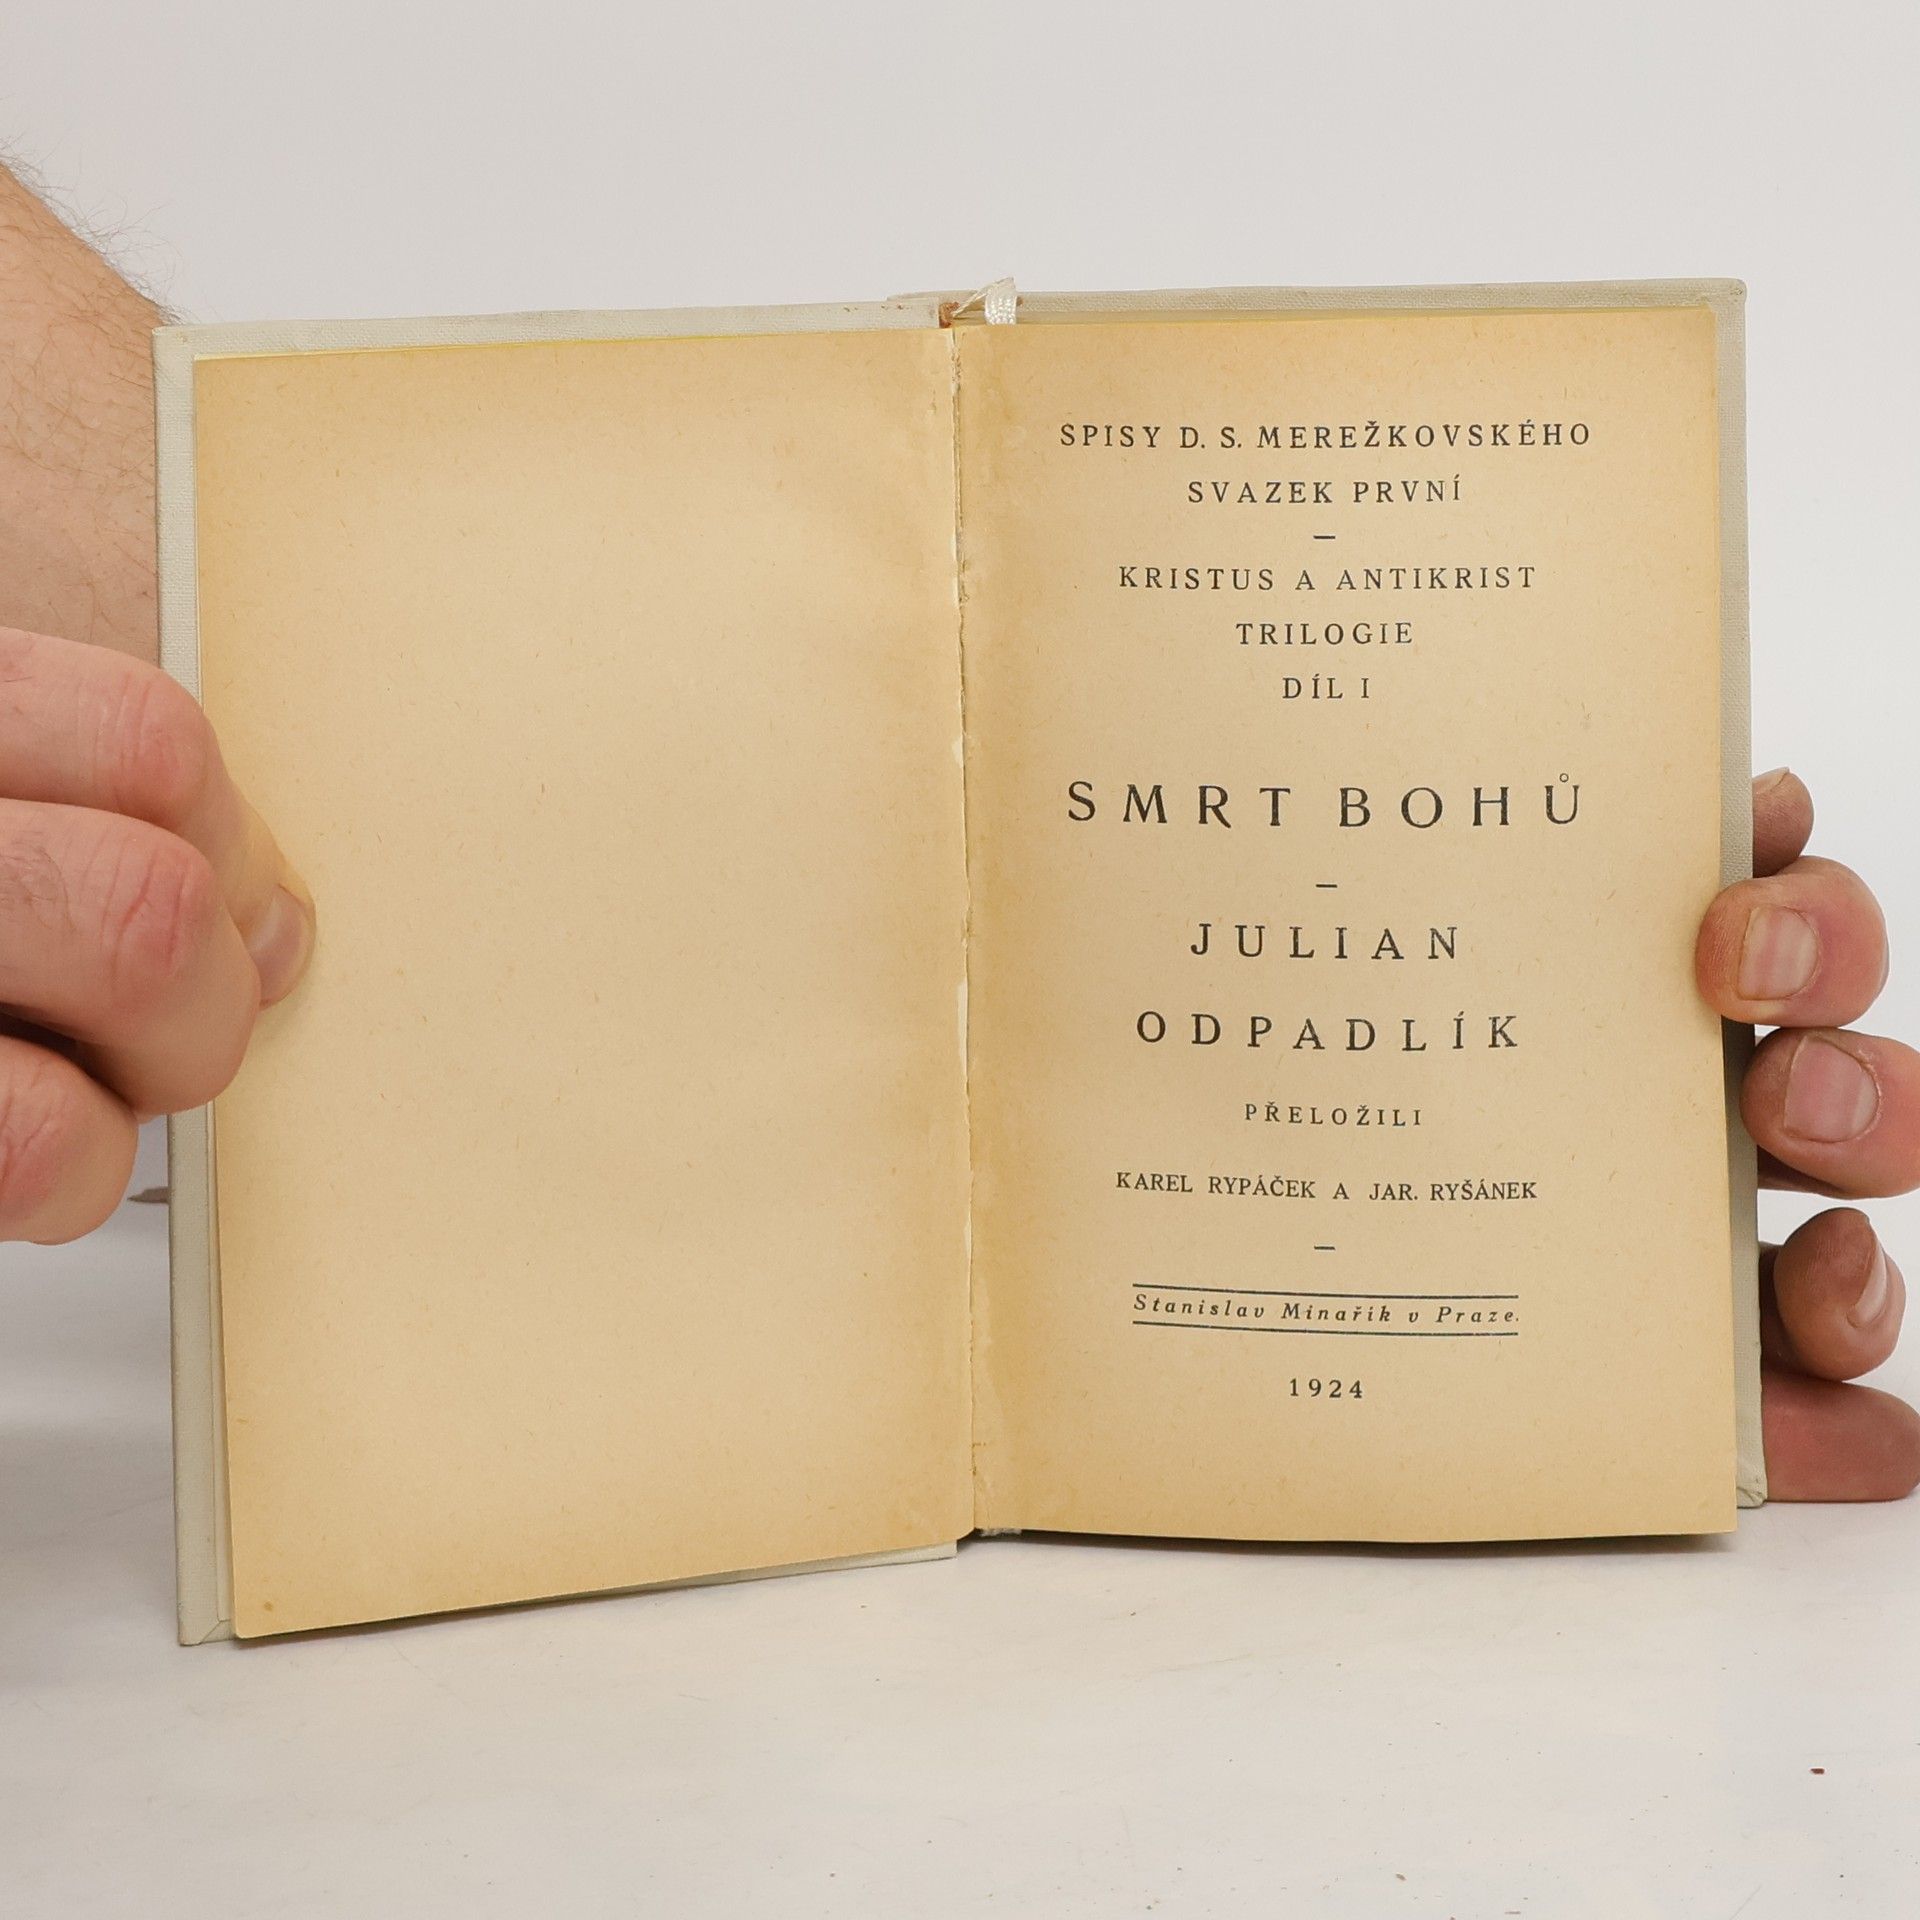 SPISY D. S. MEREŽKOVSKÉHO
SVAZEK PRVNÍ
—
KRISTUS A ANTIKRIST
TRILOGIE
DÍL I
SMRT BOHŮ
—
JULIAN
ODPADLÍK
PŘELOŽILI
KAREL RYPÁČEK A JAR. RYŠÁNEK
—
Stanislav Minařík v Praze.
1924